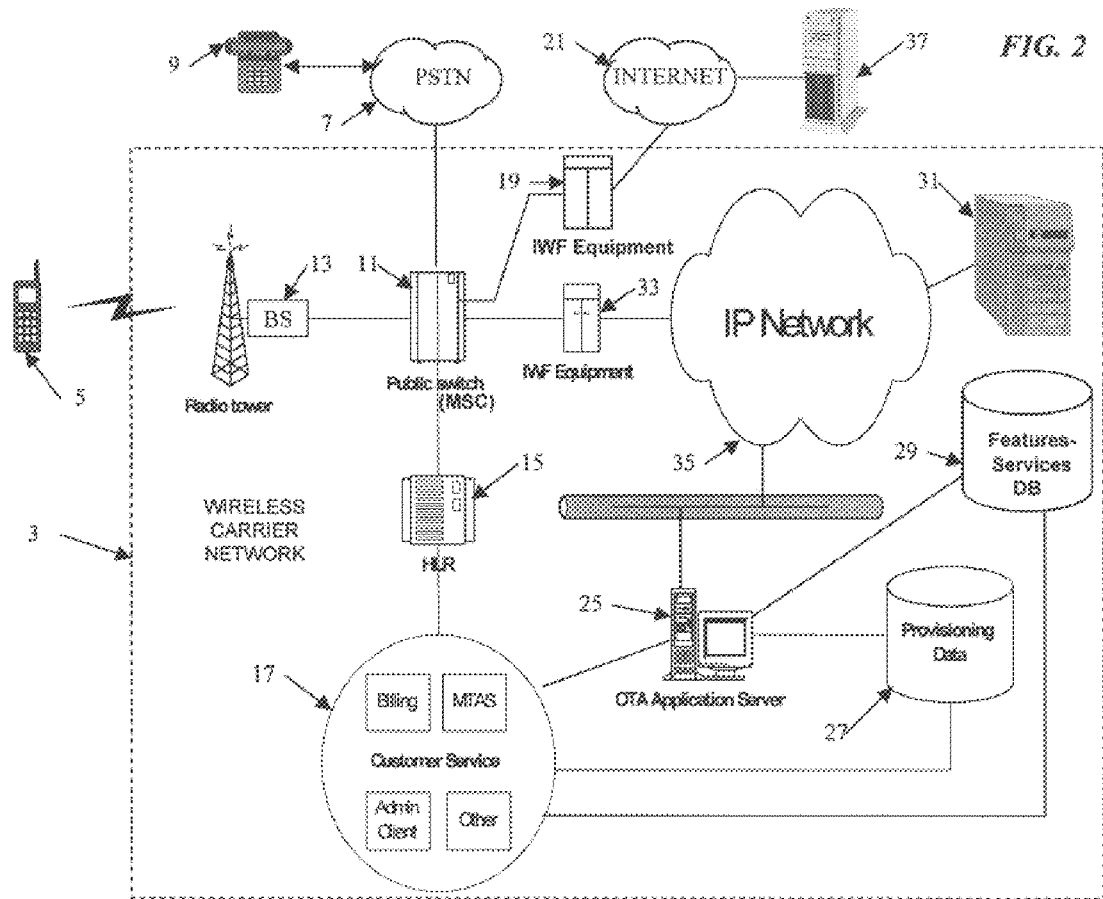 FIG. 2
9
PSTN
7
21
INTERNET
37
19
IWF Equipment
31
13
BS
11
33
IP Network
5
Radio tower
Public switch
(MSC)
IWF Equipment
15
35
29
Features-
Services
DB
3
WIRELESS
CARRIER
NETWORK
HLR
25
Provisioning
Data
17
Billing
MTAS
OTA Application Server
27
Customer Service
Admin
Client
Other